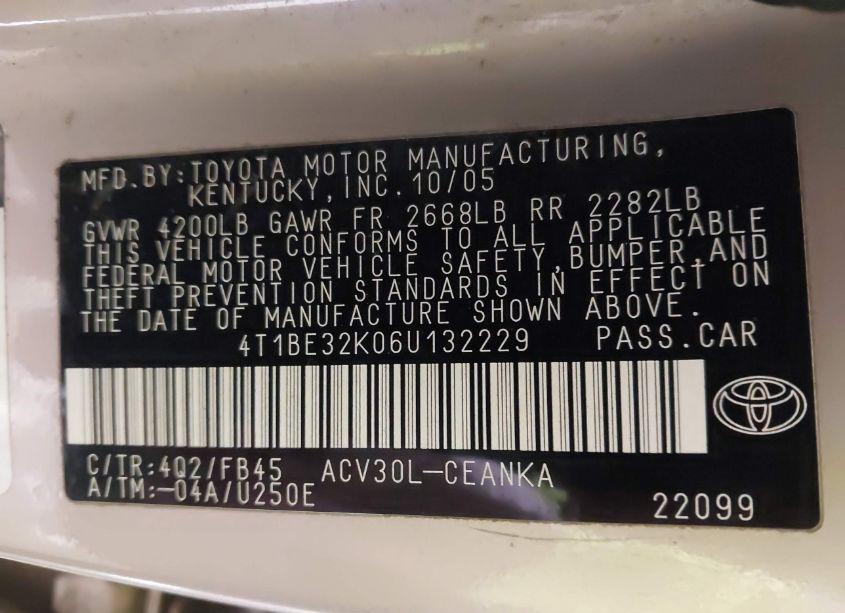 MFD.BY:TOYOTA MOTOR MANUFACTURING,
KENTUCKY,INC.10/05
GVWR 4200LB GAWR FR 2668LB RR 2282LB
THIS VEHICLE CONFORMS TO ALL APPLICABLE
FEDERAL MOTOR VEHICLE SAFETY,BUMPER,AND
THEFT PREVENTION STANDARDS IN EFFECT ON
THE DATE OF MANUFACTURE SHOWN ABOVE.
4T1BE32K06U132229 PASS.CAR
C/TR:4Q2/FB45 ACV30L-CEANKA
A/TM:-04A/U250E
22099